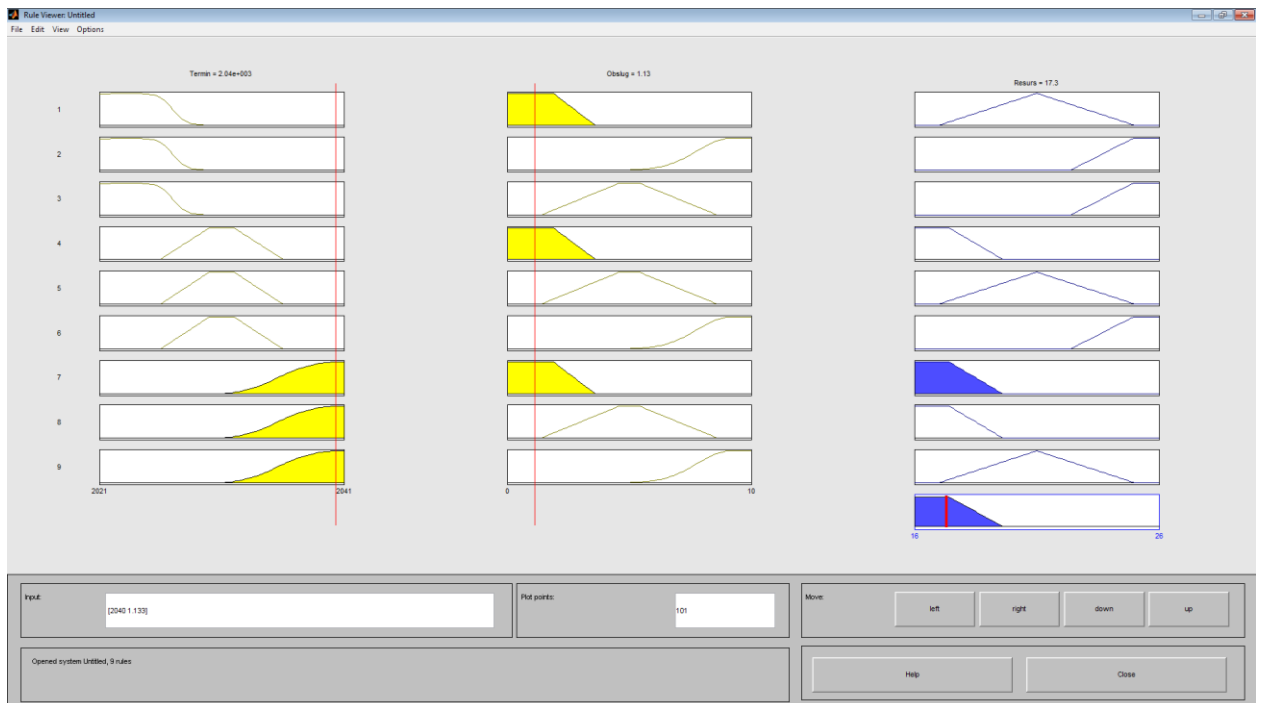 Rule Viewer: Untitled
File Edit View Options
Termin = 2.04e+003
Obslug = 1.13
Resurs = 17.3
1
2
3
4
5
6
7
8
9
2021 2041
0 10
16 26
Input:
[2040 1.133]
Plot points:
101
Move:
left right down up
Opened system Untitled, 9 rules
Help Close